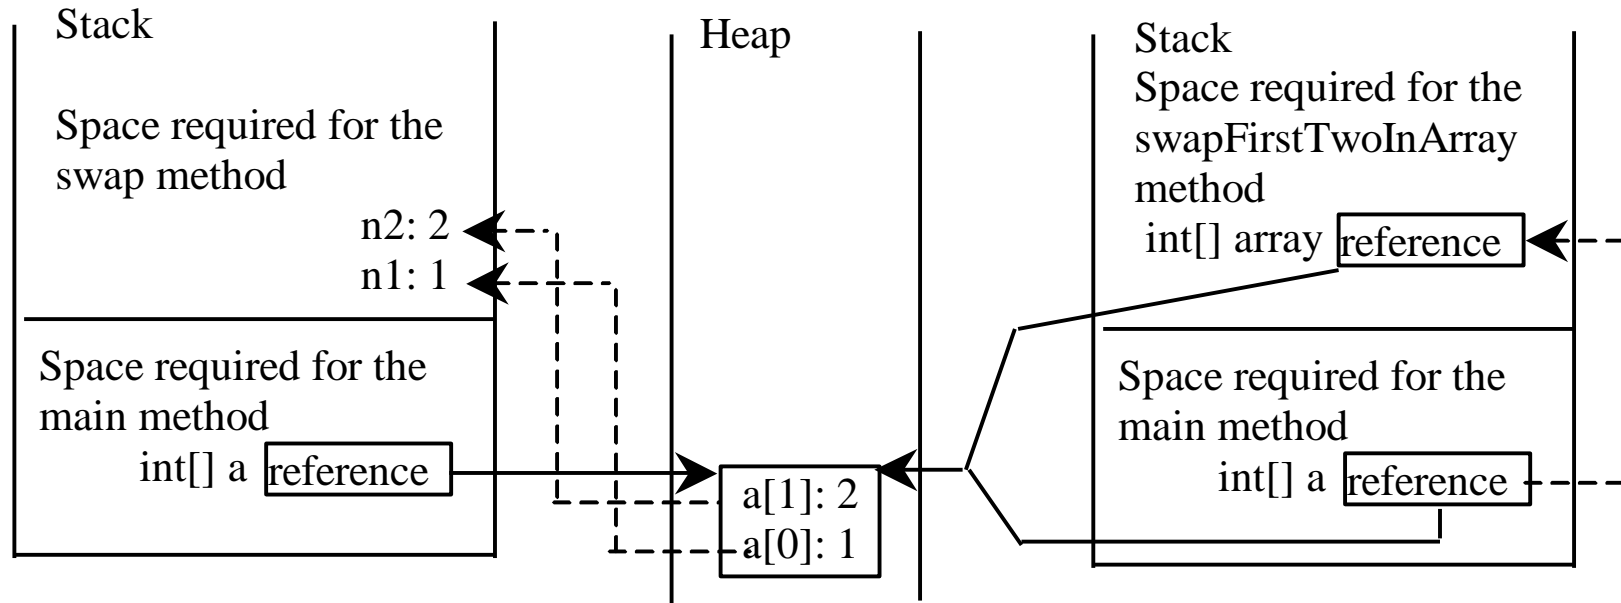 Stack
Space required for the
swap method
n2: 2
n1: 1
Space required for the
main method
int[] a reference
Heap
a[1]: 2
a[0]: 1
Stack
Space required for the
swapFirstTwoInArray
method
int[] array reference
Space required for the
main method
int[] a reference